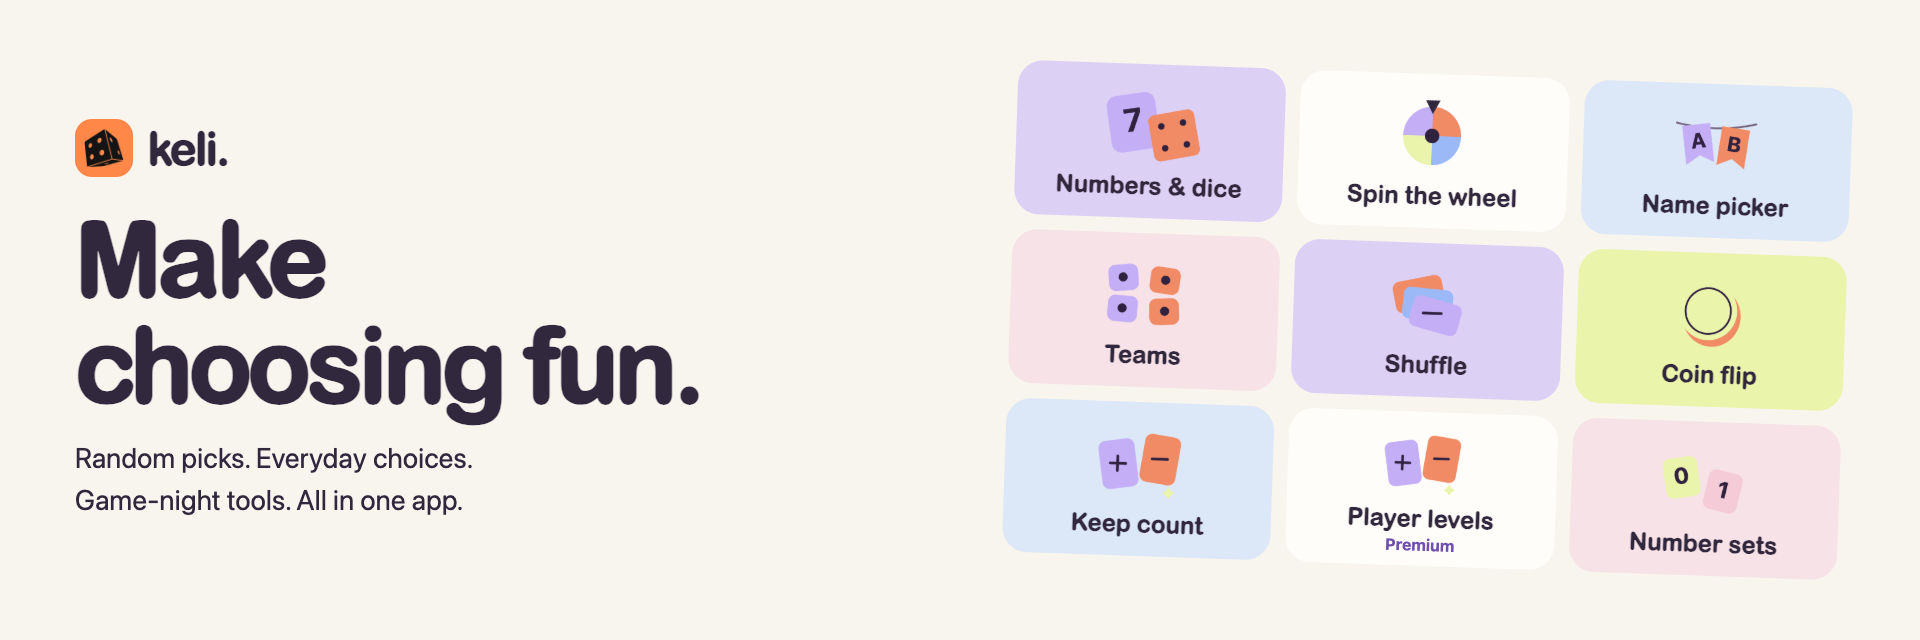 keli.
Make
choosing fun.
Random picks. Everyday choices.
Game-night tools. All in one app.
7
Numbers & dice
Spin the wheel
A B
Name picker
Teams
Shuffle
Coin flip
+ −
Keep count
+ −
Player levels
Premium
0 1
Number sets